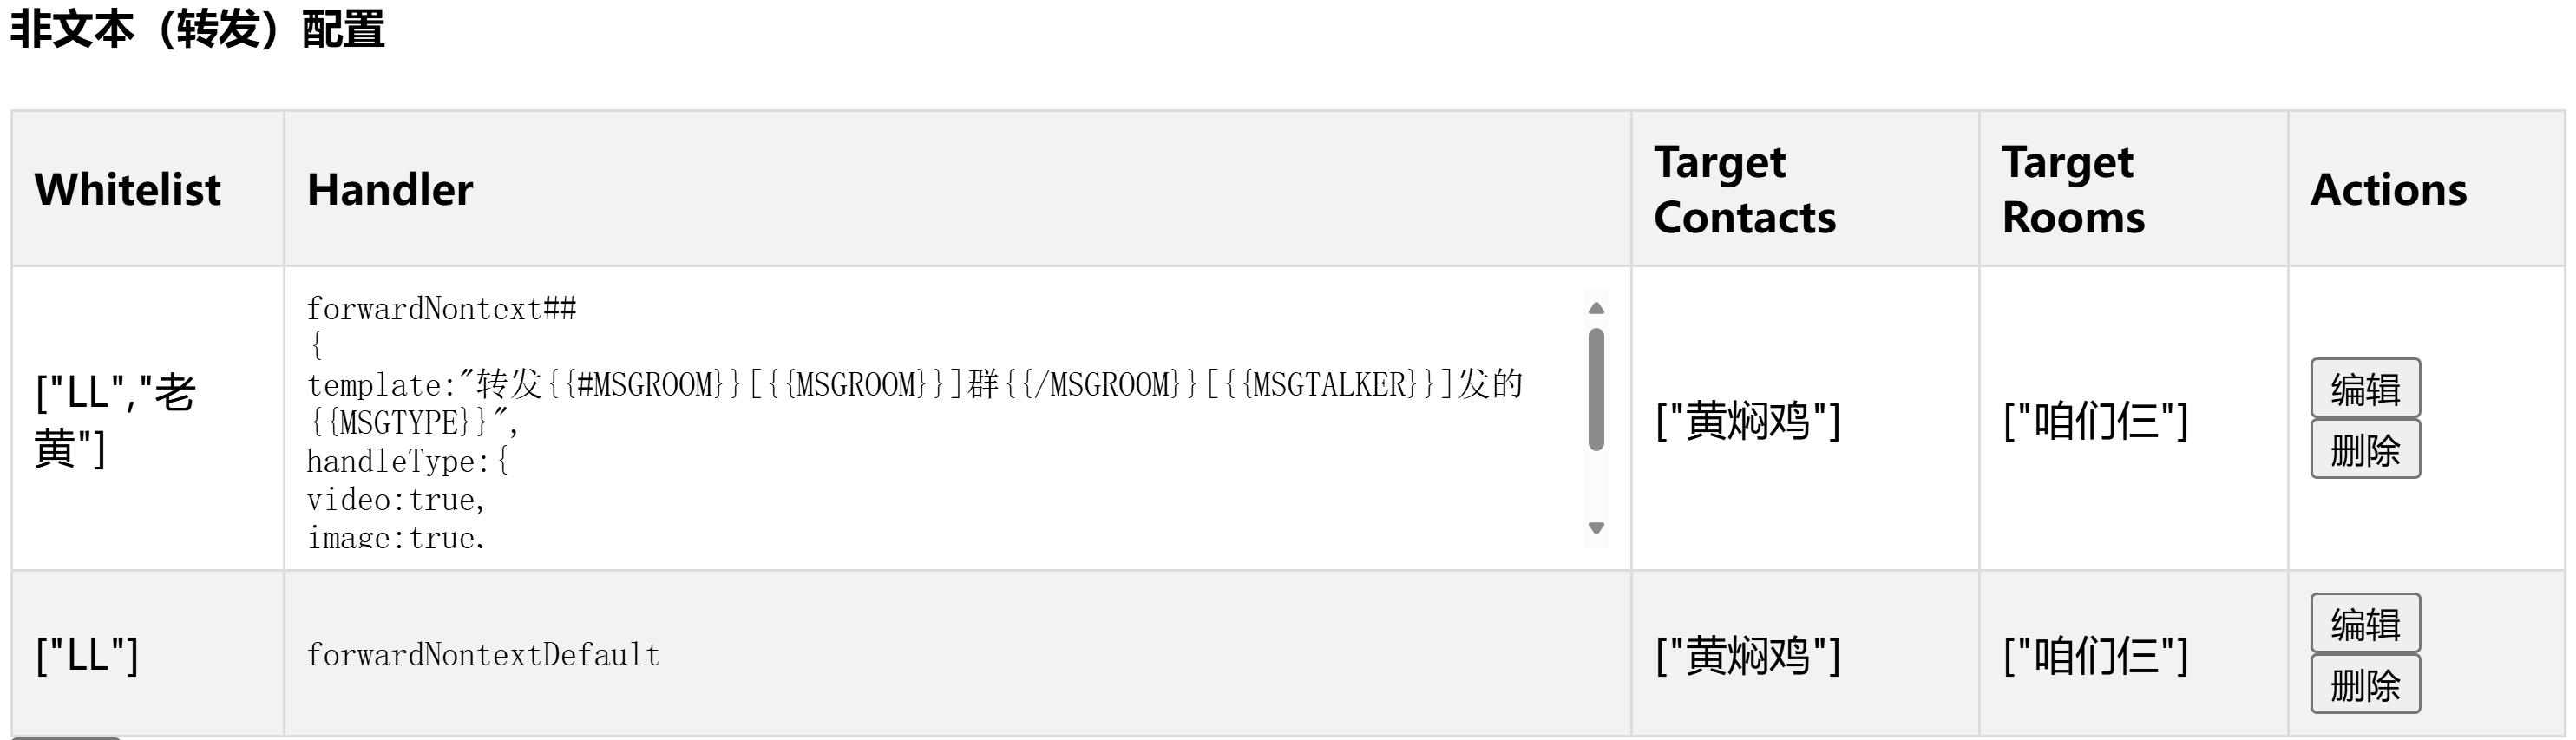 非文本（转发）配置
Whitelist
Handler
Target
Contacts
Target
Rooms
Actions
["LL","老
黄"]
forwardNontext##
{
template:"转发{{#MSGROOM}}[{{MSGROOM}}]群{{/MSGROOM}}[{{MSGTALKER}}]发的
{{MSGTYPE}}",
handleType:{
video:true,
image:true,
["黄焖鸡"]
["咱们仨"]
编辑
删除
["LL"]
forwardNontextDefault
["黄焖鸡"]
["咱们仨"]
编辑
删除